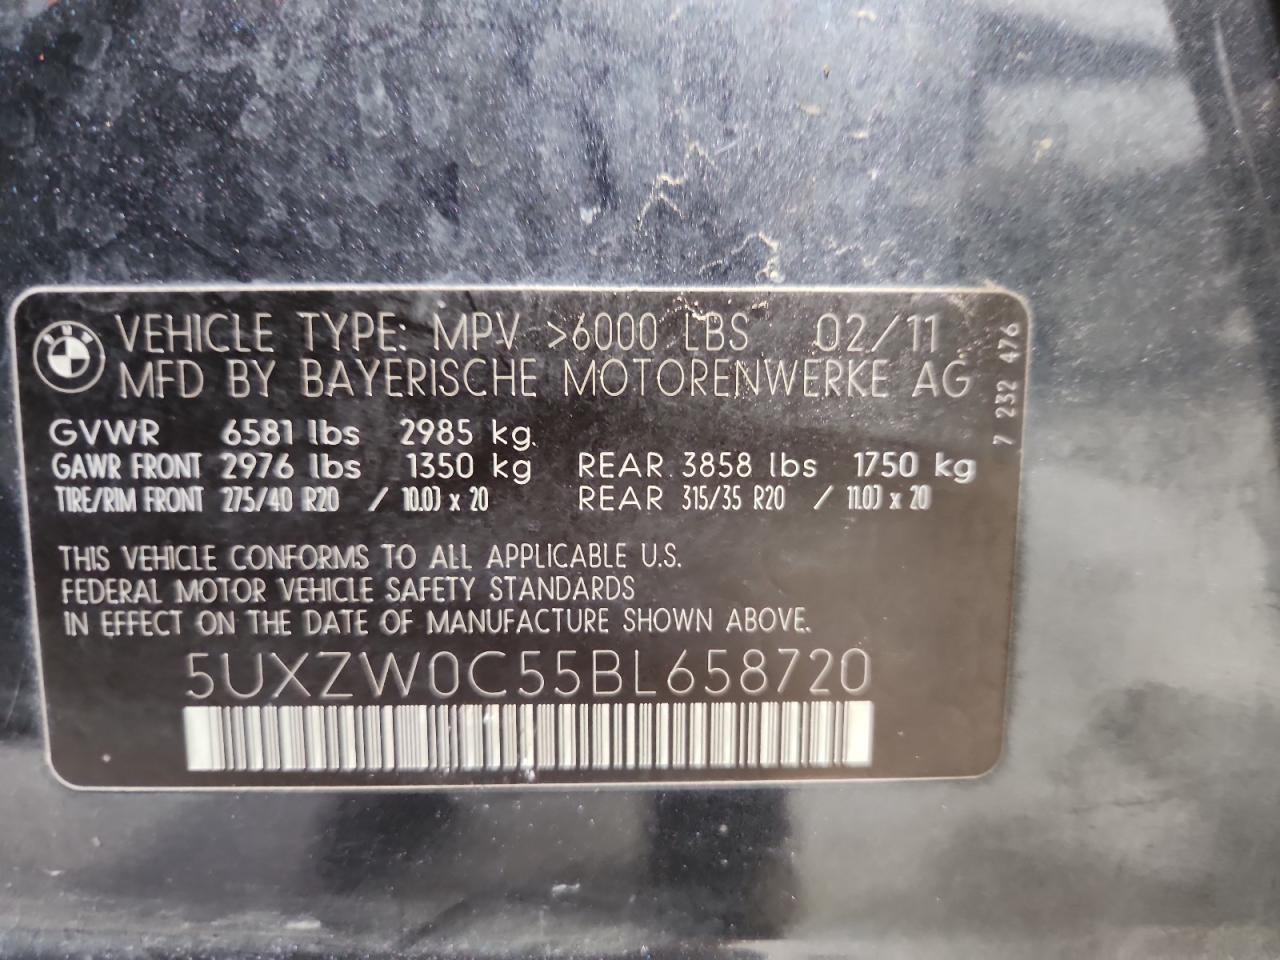 VEHICLE TYPE: MPV >6000 LBS 02/11
MFD BY BAYERISCHE MOTORENWERKE AG
7 232 476
GVWR 6581 lbs 2985 kg.
GAWR FRONT 2976 lbs 1350 kg REAR 3858 lbs 1750 kg
TIRE/RIM FRONT 275/40 R20 / 10.0J x 20 REAR 315/35 R20 / 11.0J x 20
THIS VEHICLE CONFORMS TO ALL APPLICABLE U.S.
FEDERAL MOTOR VEHICLE SAFETY STANDARDS
IN EFFECT ON THE DATE OF MANUFACTURE SHOWN ABOVE.
5UXZW0C55BL658720